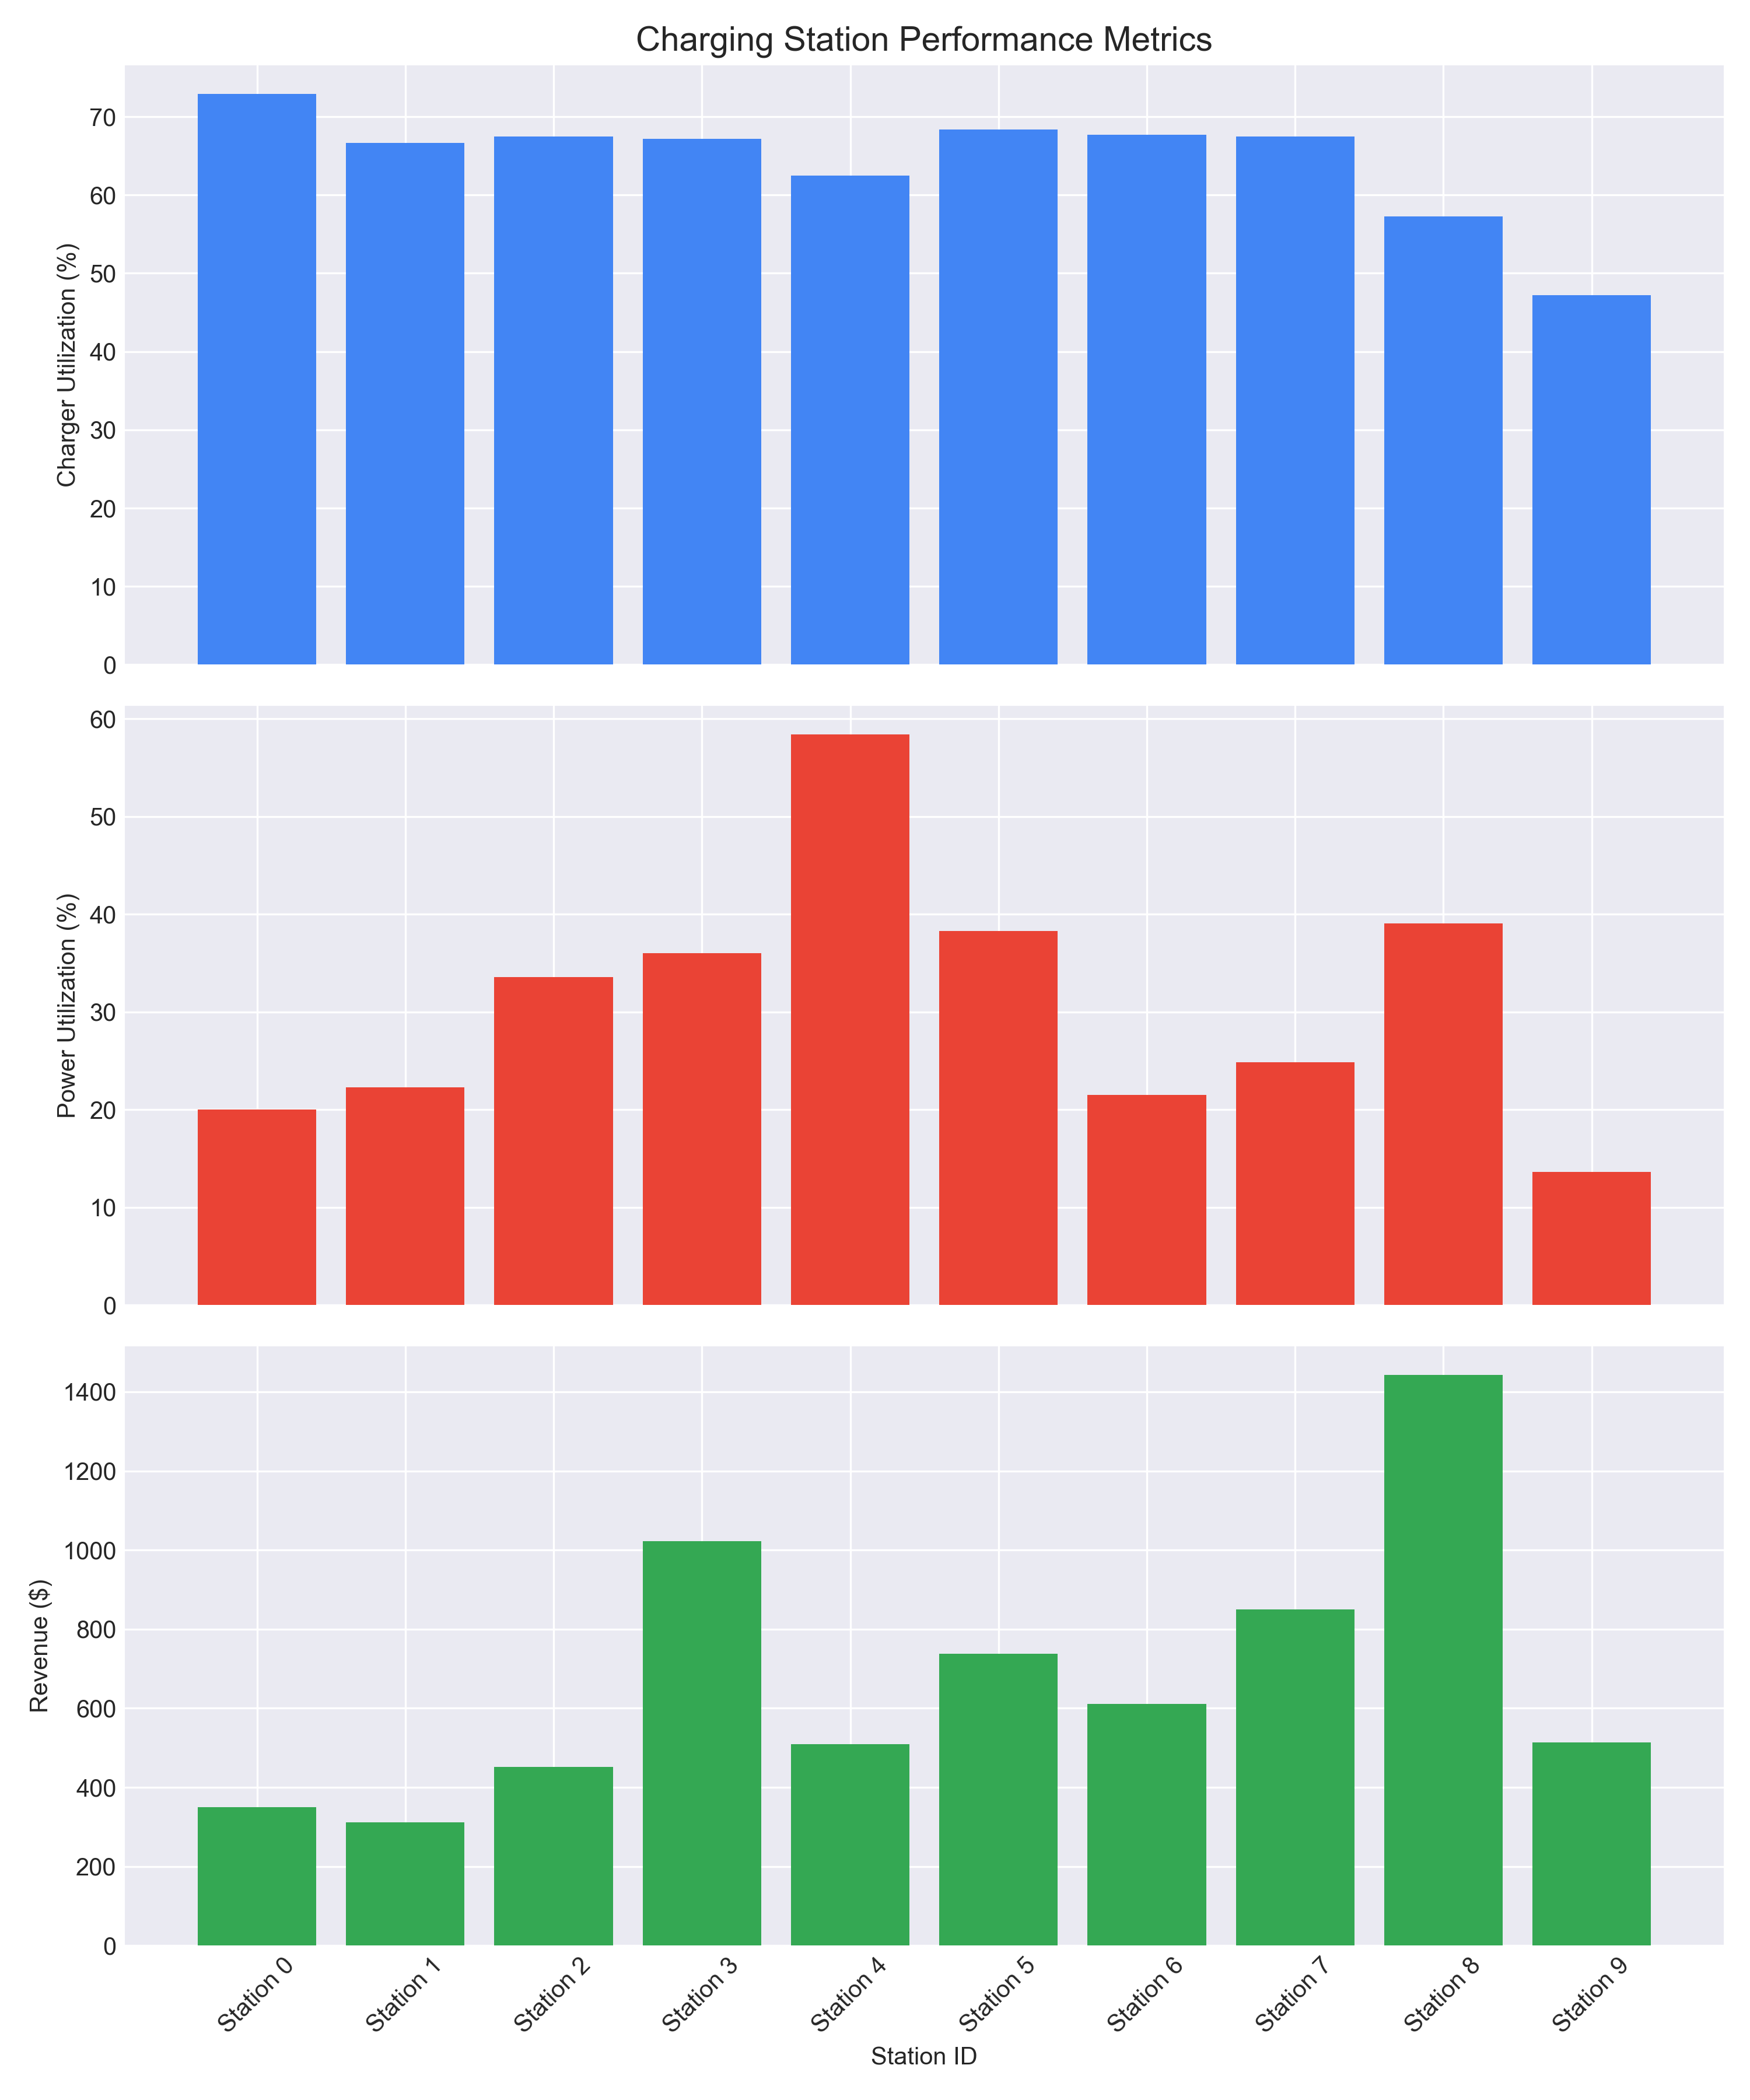 Charging Station Performance Metrics
Charger Utilization (%)
70
60
50
40
30
20
10
0
Power Utilization (%)
60
50
40
30
20
10
0
Revenue ($)
1400
1200
1000
800
600
400
200
0
Station 0
Station 1
Station 2
Station 3
Station 4
Station 5
Station 6
Station 7
Station 8
Station 9
Station ID